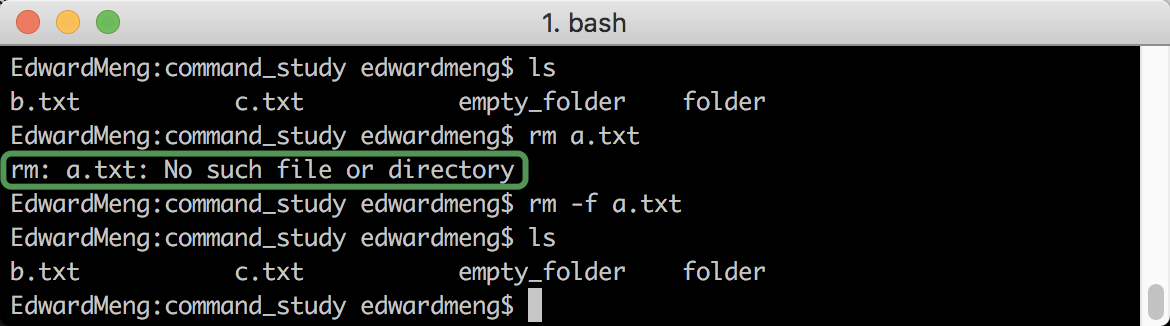 1. bash
EdwardMeng:command_study edwardmeng$ ls
b.txt           c.txt           empty_folder    folder
EdwardMeng:command_study edwardmeng$ rm a.txt
rm: a.txt: No such file or directory
EdwardMeng:command_study edwardmeng$ rm -f a.txt
EdwardMeng:command_study edwardmeng$ ls
b.txt           c.txt           empty_folder    folder
EdwardMeng:command_study edwardmeng$